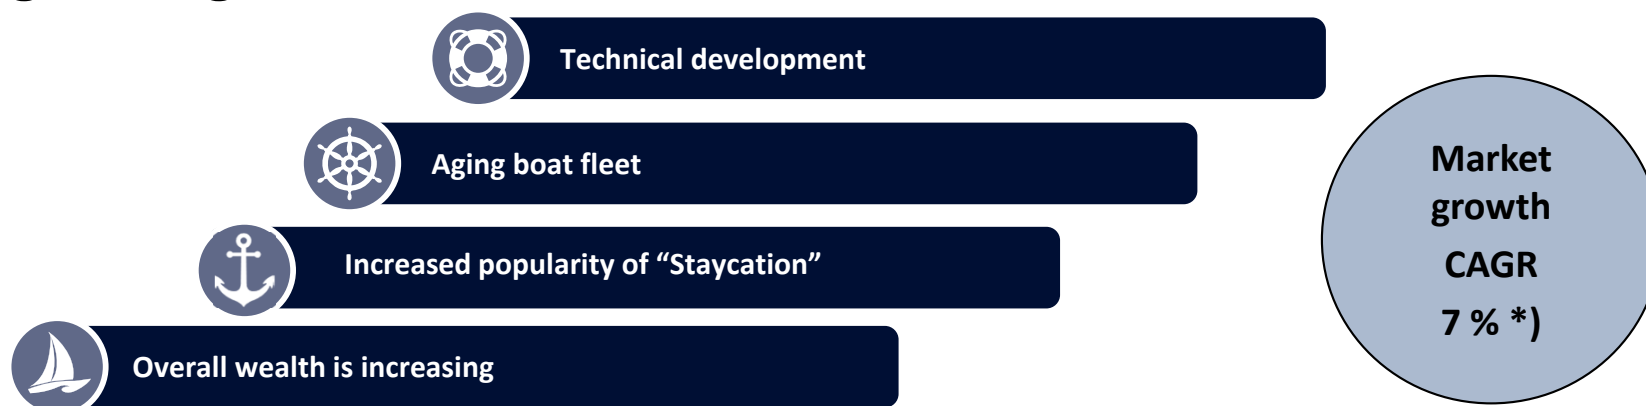 Technical development
Aging boat fleet
Increased popularity of “Staycation”
Overall wealth is increasing
Market
growth
CAGR
7 % *)